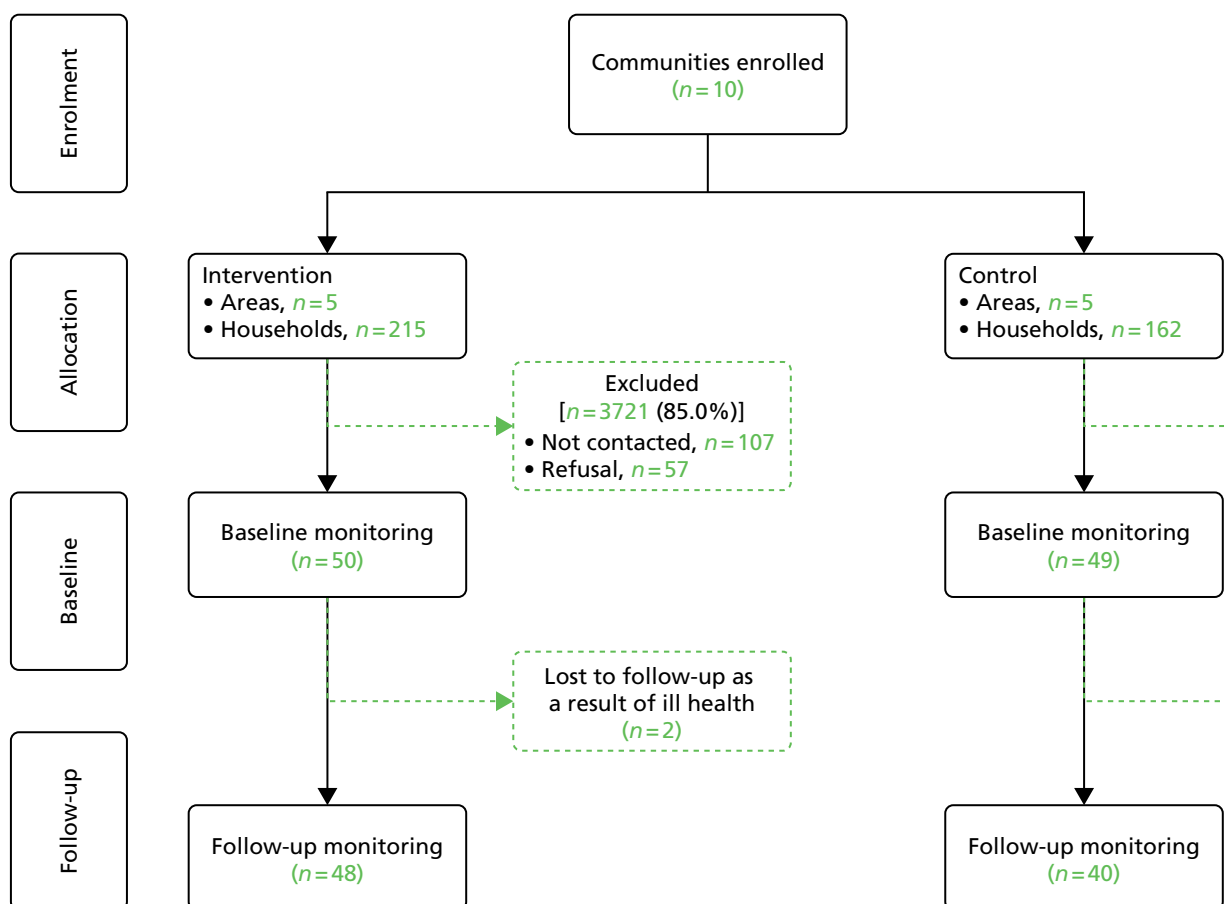 Enrolment
Communities enrolled
(n=10)
Allocation
Intervention
• Areas, n=5
• Households, n=215
Control
• Areas, n=5
• Households, n=162
Excluded
[n=3721 (85.0%)]
• Not contacted, n=107
• Refusal, n=57
Baseline
Baseline monitoring
(n=50)
Baseline monitoring
(n=49)
Lost to follow-up as
a result of ill health
(n=2)
Follow-up
Follow-up monitoring
(n=48)
Follow-up monitoring
(n=40)